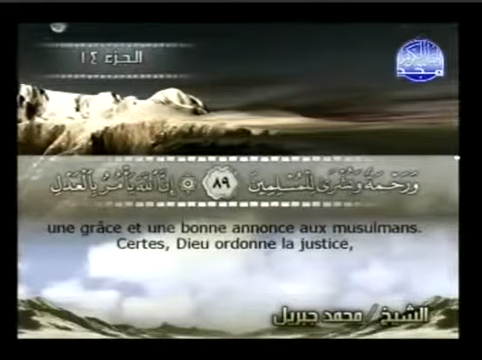 الجزء ١٤
مجد
وَرَحْمَةً وَبُشْرَىٰ لِلْمُسْلِمِينَ ٨٩ ۞ إِنَّ اللَّهَ يَأْمُرُ بِالْعَدْلِ
une grâce et une bonne annonce aux musulmans.
Certes, Dieu ordonne la justice,
الشيخ / محمد جبريل